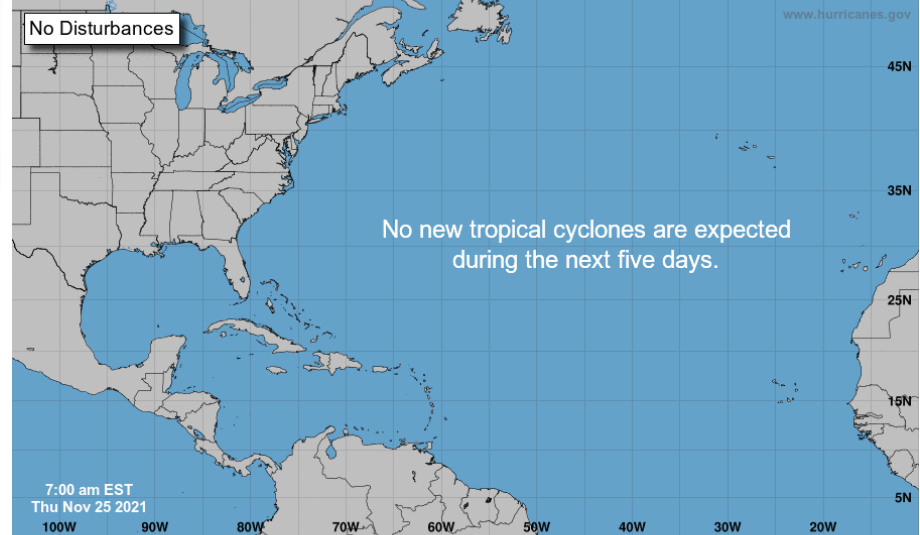 No Disturbances
www.hurricanes.gov
45N
35N
No new tropical cyclones are expected
during the next five days.
25N
15N
7:00 am EST
Thu Nov 25 2021
5N
100W 90W 80W 70W 60W 50W 40W 30W 20W